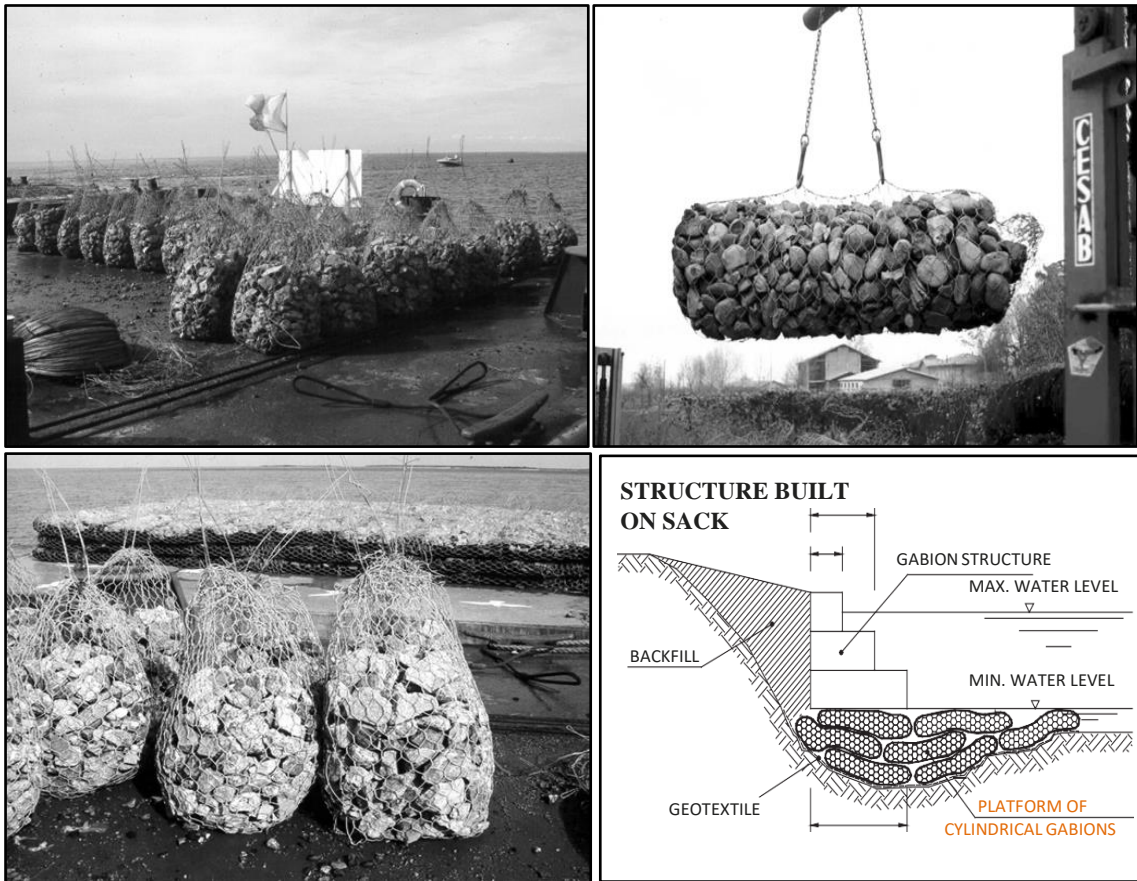 CESAB
STRUCTURE BUILT
ON SACK
GABION STRUCTURE
MAX. WATER LEVEL
BACKFILL
MIN. WATER LEVEL
GEOTEXTILE
PLATFORM OF
CYLINDRICAL GABIONS